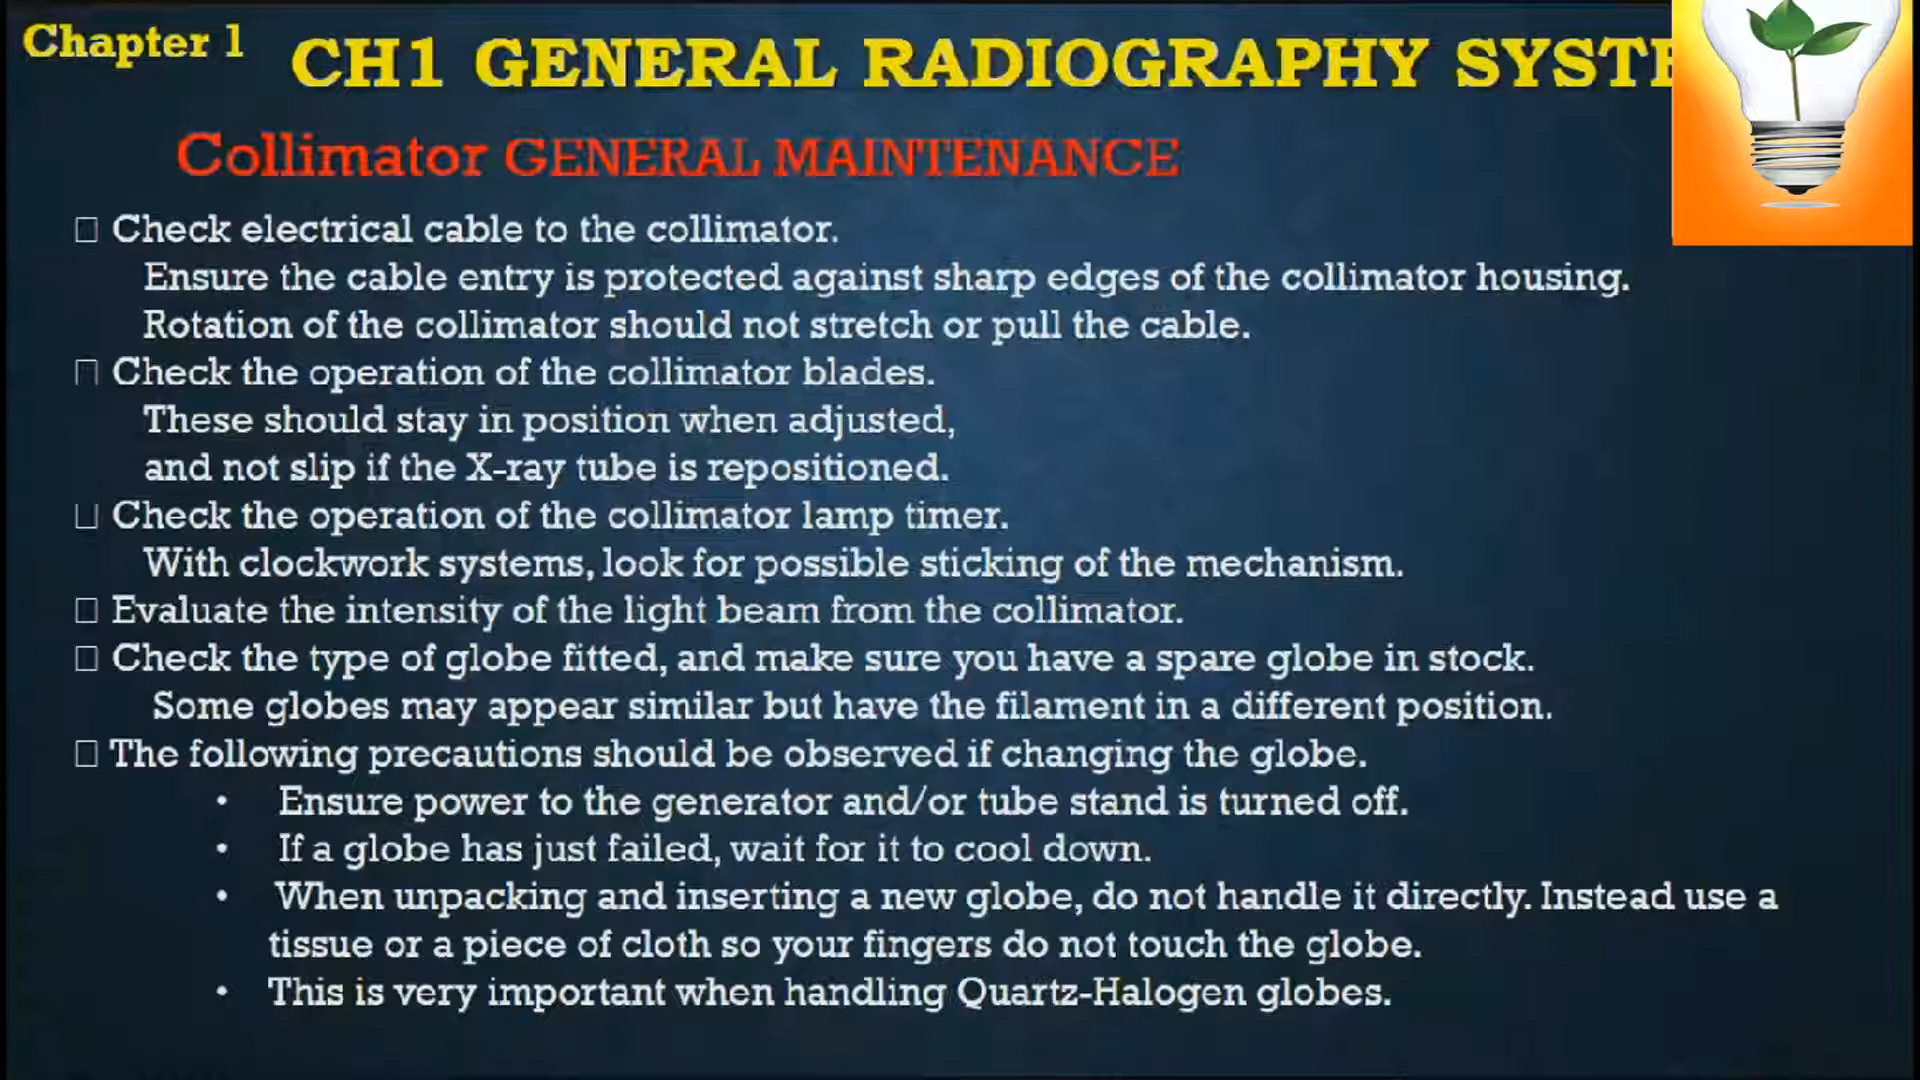 Chapter 1
CH1 GENERAL RADIOGRAPHY SYSTE
Collimator GENERAL MAINTENANCE
□ Check electrical cable to the collimator.
Ensure the cable entry is protected against sharp edges of the collimator housing.
Rotation of the collimator should not stretch or pull the cable.
□ Check the operation of the collimator blades.
These should stay in position when adjusted,
and not slip if the X-ray tube is repositioned.
□ Check the operation of the collimator lamp timer.
With clockwork systems, look for possible sticking of the mechanism.
□ Evaluate the intensity of the light beam from the collimator.
□ Check the type of globe fitted, and make sure you have a spare globe in stock.
Some globes may appear similar but have the filament in a different position.
□ The following precautions should be observed if changing the globe.
• Ensure power to the generator and/or tube stand is turned off.
• If a globe has just failed, wait for it to cool down.
• When unpacking and inserting a new globe, do not handle it directly. Instead use a
tissue or a piece of cloth so your fingers do not touch the globe.
• This is very important when handling Quartz-Halogen globes.